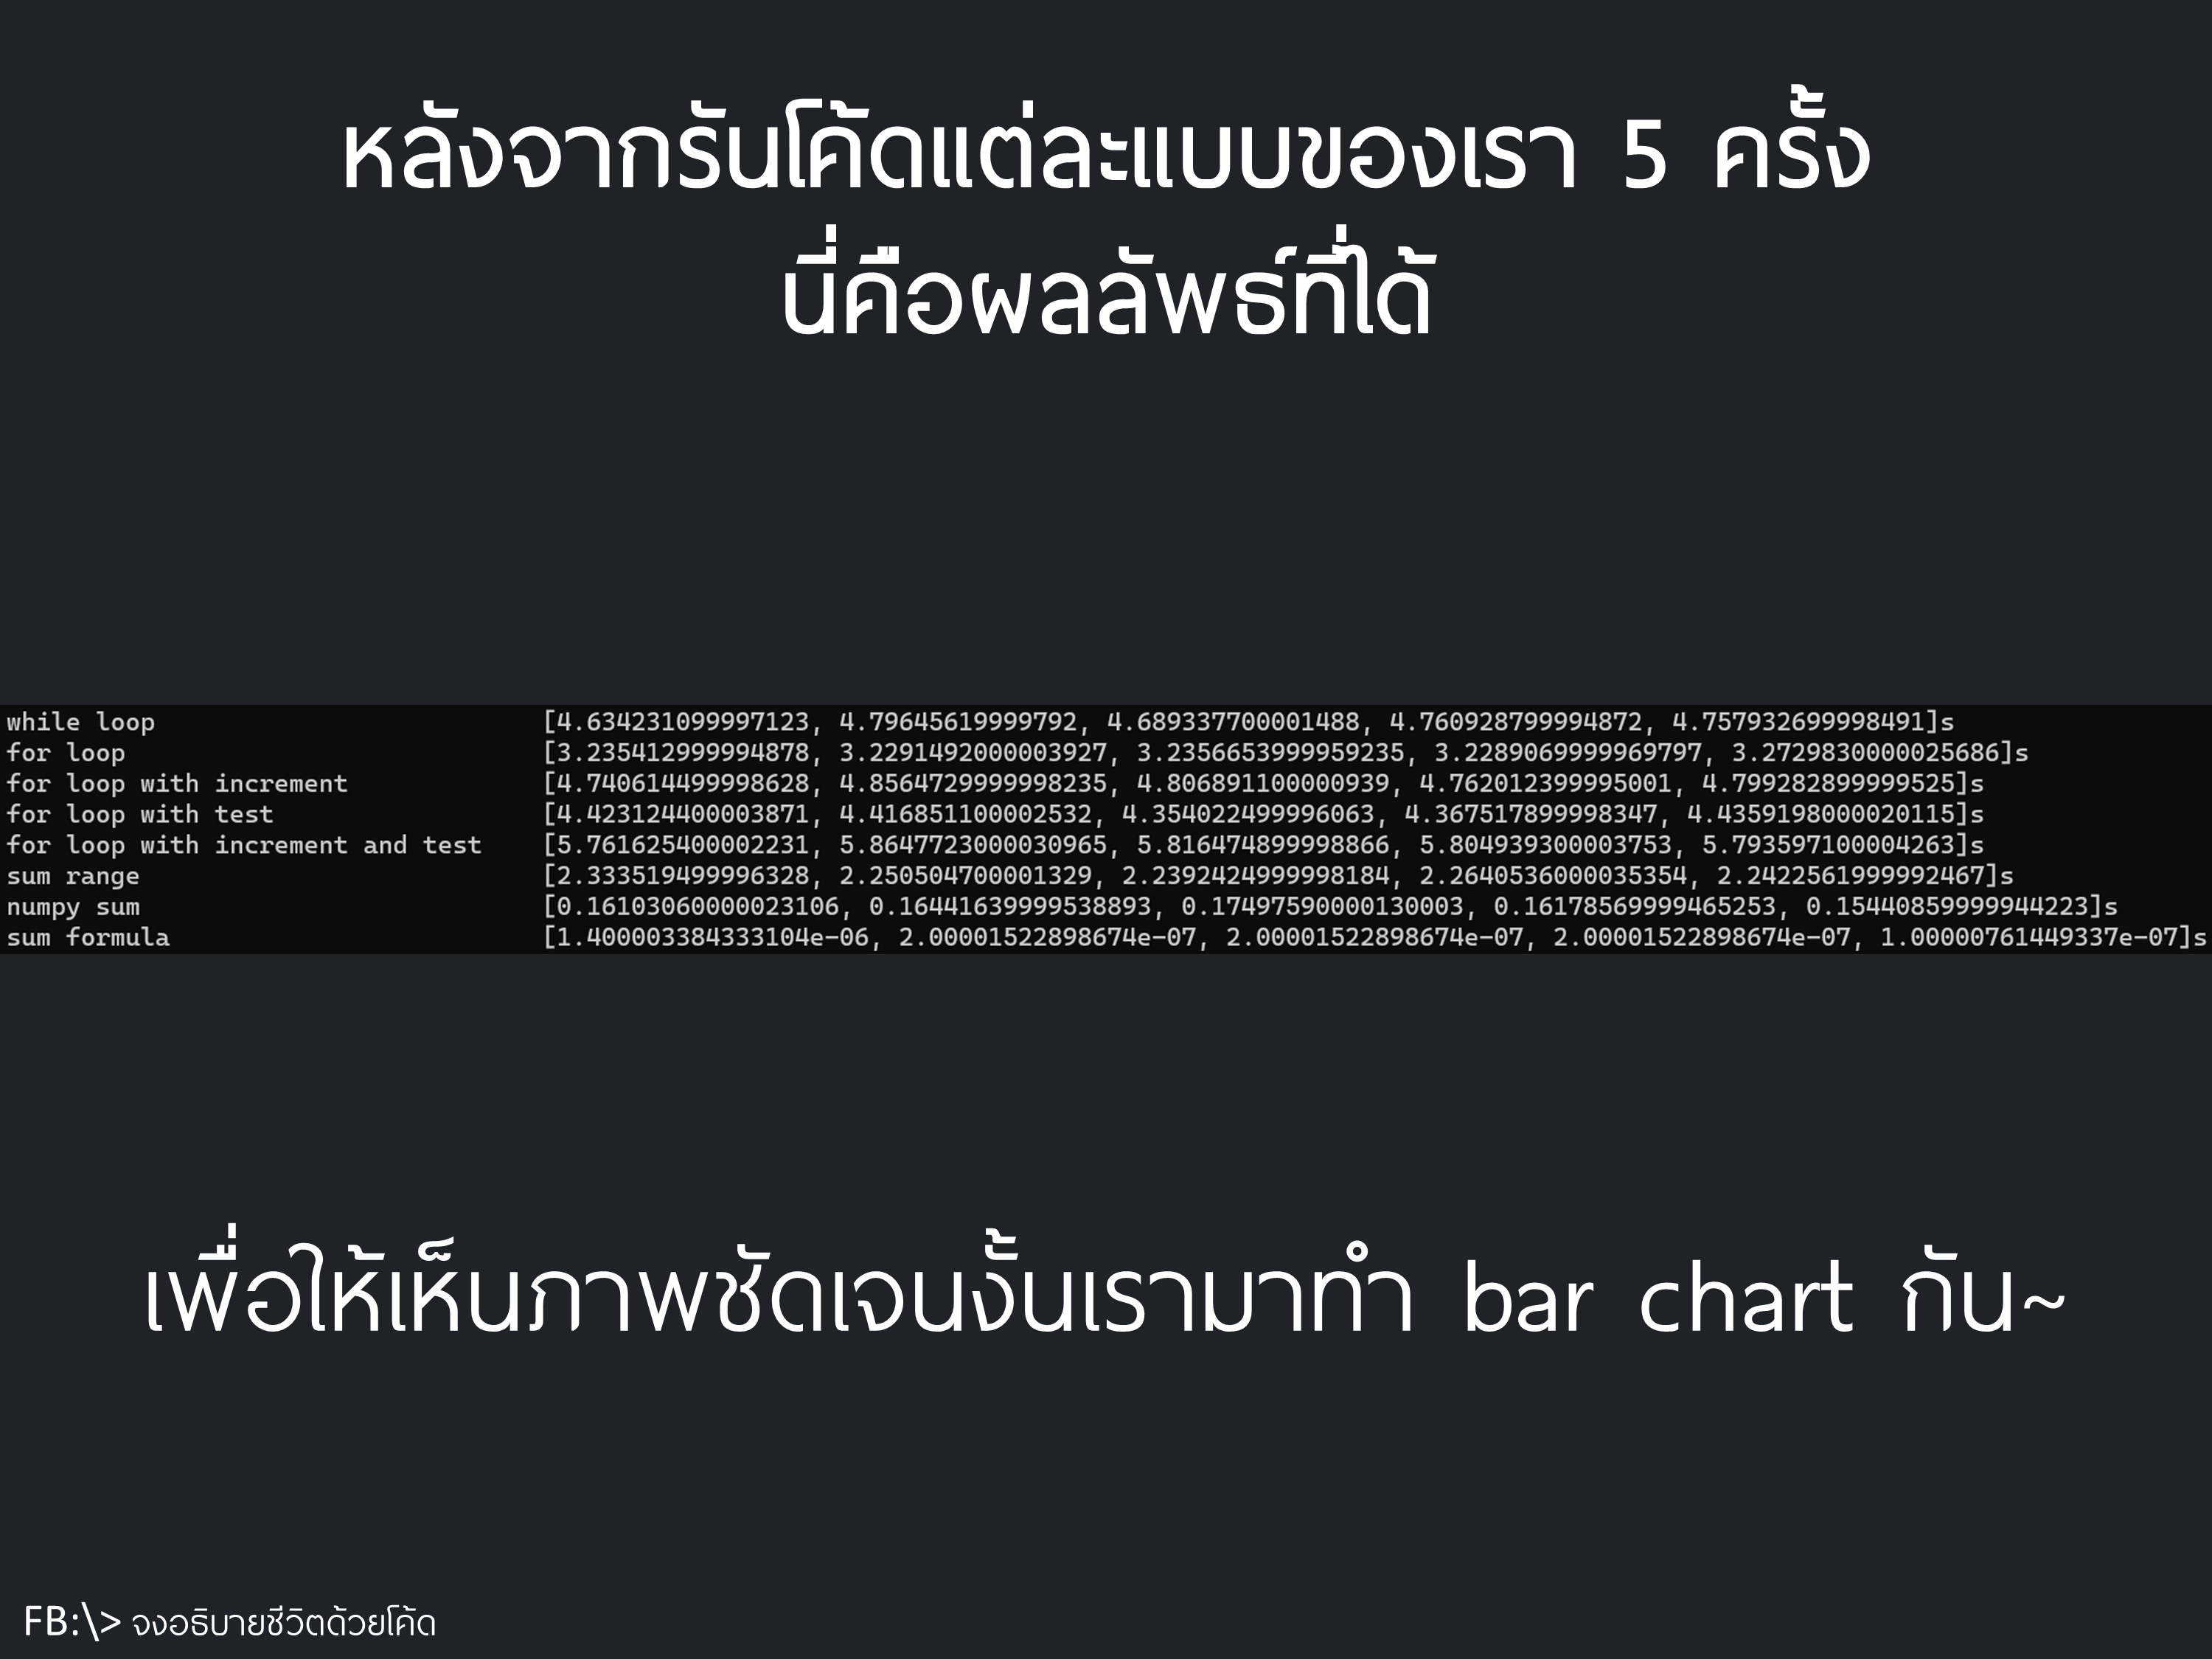 หลังจากรันโค้ดแต่ละแบบของเรา 5 ครั้ง
นี่คือผลลัพธ์ที่ได้
while loop [4.634231099997123, 4.79645619999792, 4.689337700001488, 4.760928799994872, 4.757932699998491]s
for loop [3.235412999994878, 3.2291492000003927, 3.2356653999959235, 3.2289069999969797, 3.2729830000025686]s
for loop with increment [4.740614499998628, 4.8564729999998235, 4.806891100000939, 4.762012399995001, 4.799282899999525]s
for loop with test [4.423124400003871, 4.416851100002532, 4.354022499996063, 4.367517899998347, 4.4359198000020115]s
for loop with increment and test [5.761625400002231, 5.8647723000030965, 5.816474899998866, 5.804939300003753, 5.793597100004263]s
sum range [2.333519499996328, 2.250504700001329, 2.2392424999998184, 2.2640536000035354, 2.2422561999992467]s
numpy sum [0.16103060000023106, 0.16441639999538893, 0.17497590000130003, 0.16178569999465253, 0.15440859999944223]s
sum formula [1.400003384333104e-06, 2.00001522898674e-07, 2.00001522898674e-07, 2.00001522898674e-07, 1.00000761449337e-07]s
เพื่อให้เห็นภาพชัดเจนงั้นเรามาทำ bar chart กัน~
FB:\> จงอธิบายชีวิตด้วยโค้ด